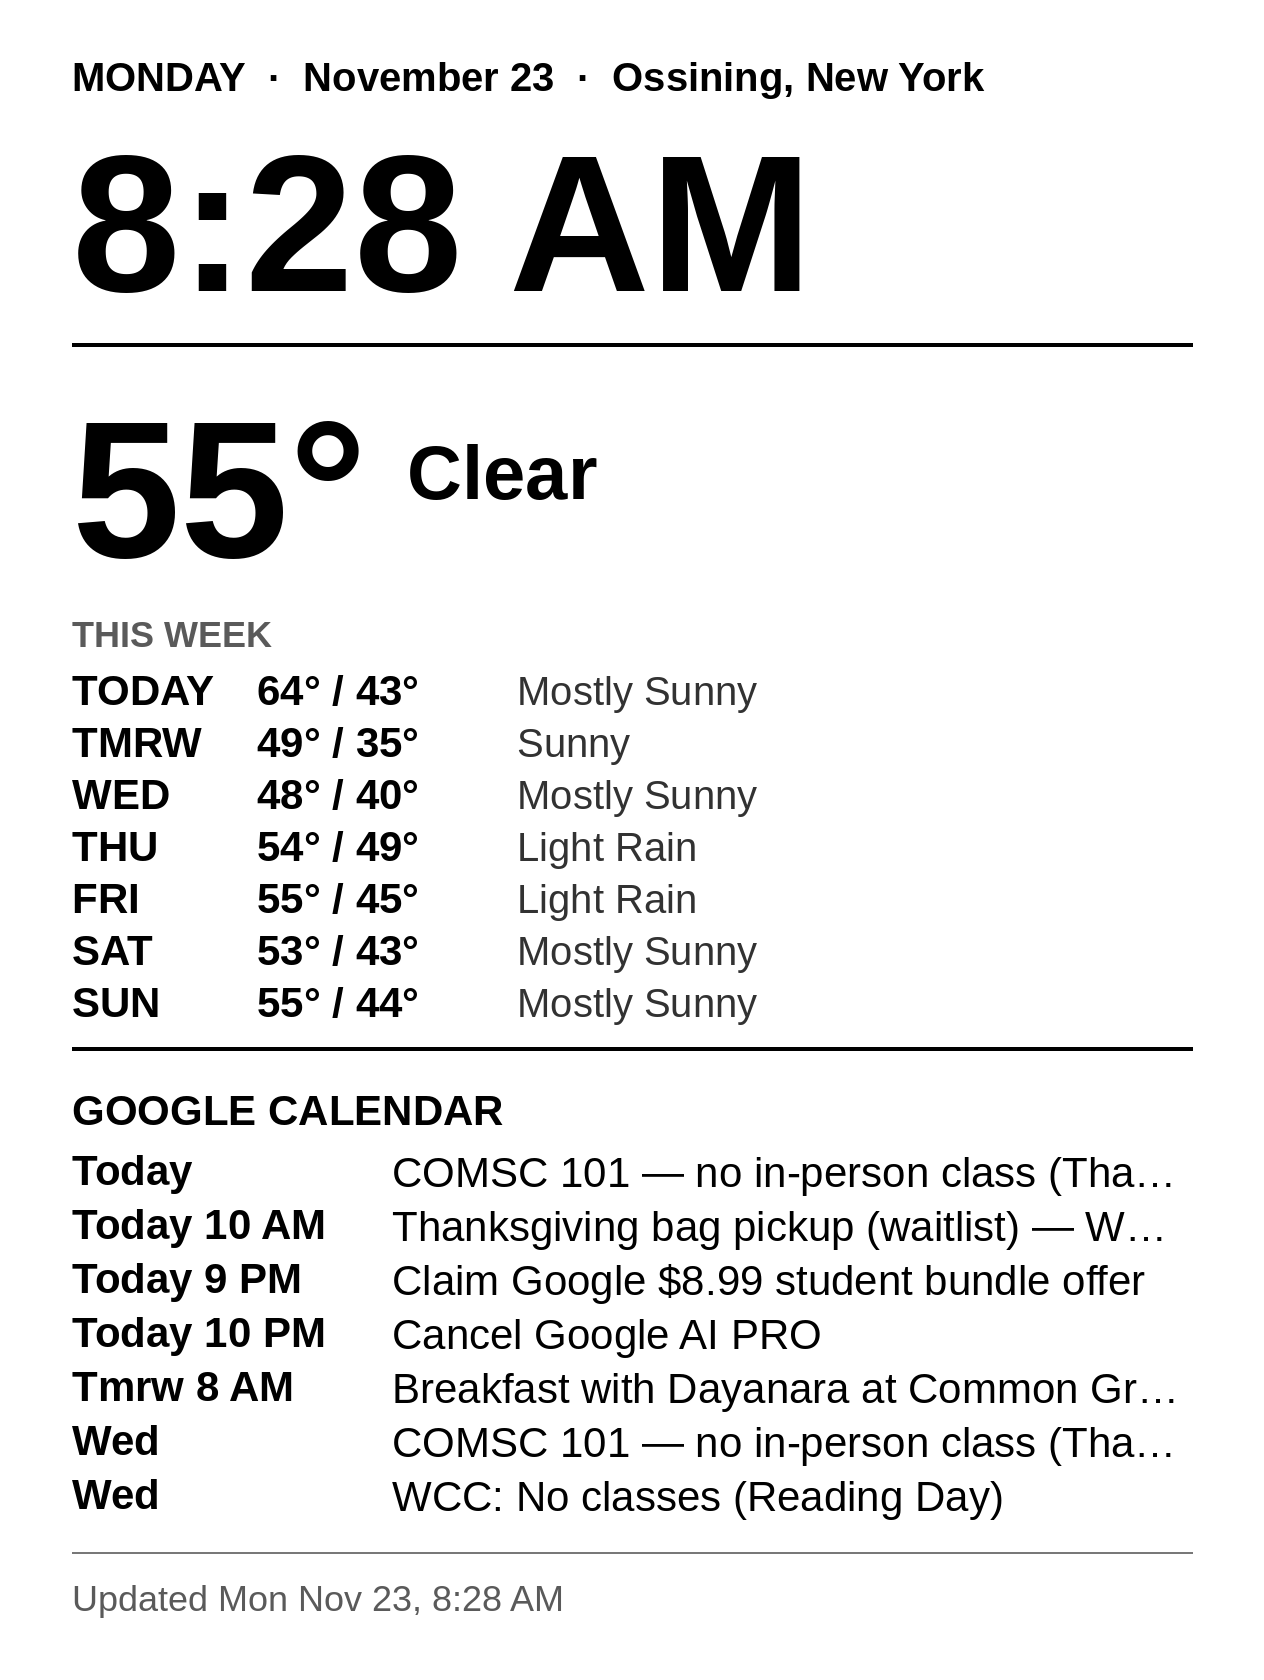 MONDAY · November 23 · Ossining, New York
8:28 AM
55° Clear
THIS WEEK
TODAY 64° / 43° Mostly Sunny
TMRW 49° / 35° Sunny
WED 48° / 40° Mostly Sunny
THU 54° / 49° Light Rain
FRI 55° / 45° Light Rain
SAT 53° / 43° Mostly Sunny
SUN 55° / 44° Mostly Sunny
GOOGLE CALENDAR
Today COMSC 101 — no in-person class (Tha…
Today 10 AM Thanksgiving bag pickup (waitlist) — W…
Today 9 PM Claim Google $8.99 student bundle offer
Today 10 PM Cancel Google AI PRO
Tmrw 8 AM Breakfast with Dayanara at Common Gr…
Wed COMSC 101 — no in-person class (Tha…
Wed WCC: No classes (Reading Day)
Updated Mon Nov 23, 8:28 AM